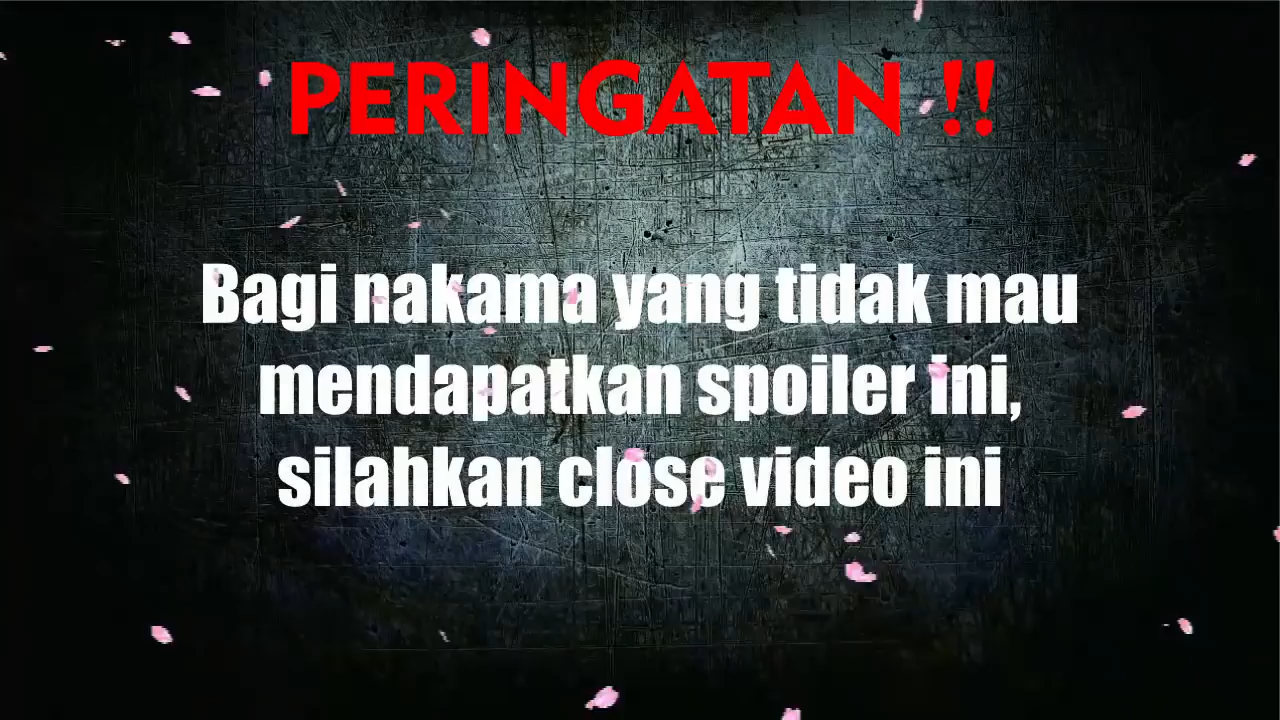 PERINGATAN !!
Bagi nakama yang tidak mau
mendapatkan spoiler ini,
silahkan close video ini